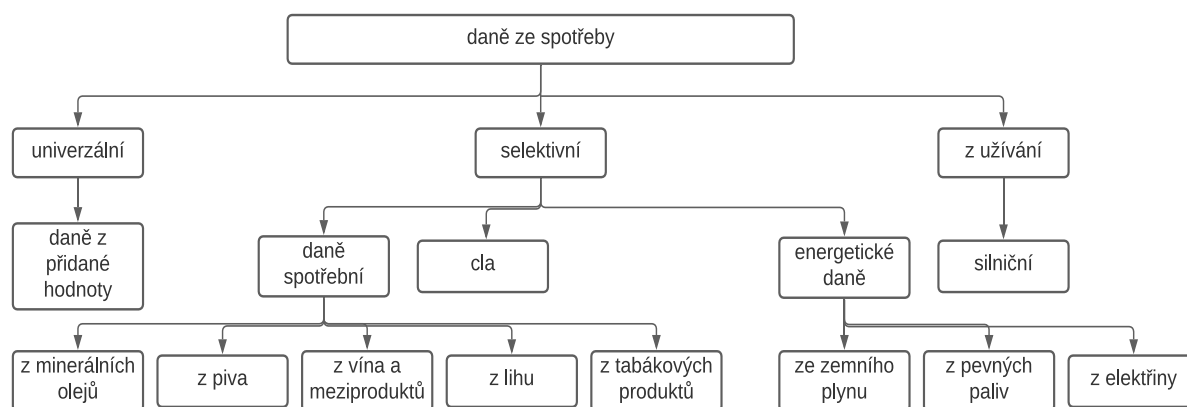 daně ze spotřeby
univerzální
selektivní
z užívání
daně z
přidané
hodnoty
daně
spotřební
cla
energetické
daně
silniční
z minerálních
olejů
z piva
z vína a
meziproduktů
z lihu
z tabákových
produktů
ze zemního
plynu
z pevných
paliv
z elektřiny